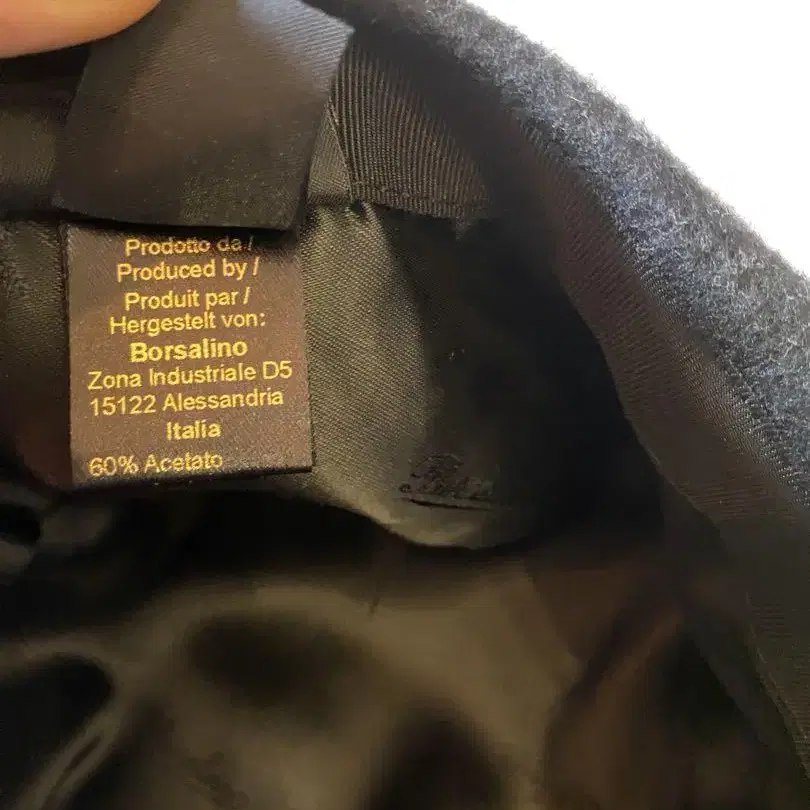 Prodotto da /
Produced by /
Produit par /
Hergestelt von:
Borsalino
Zona Industriale D5
15122 Alessandria
Italia
60% Acetato